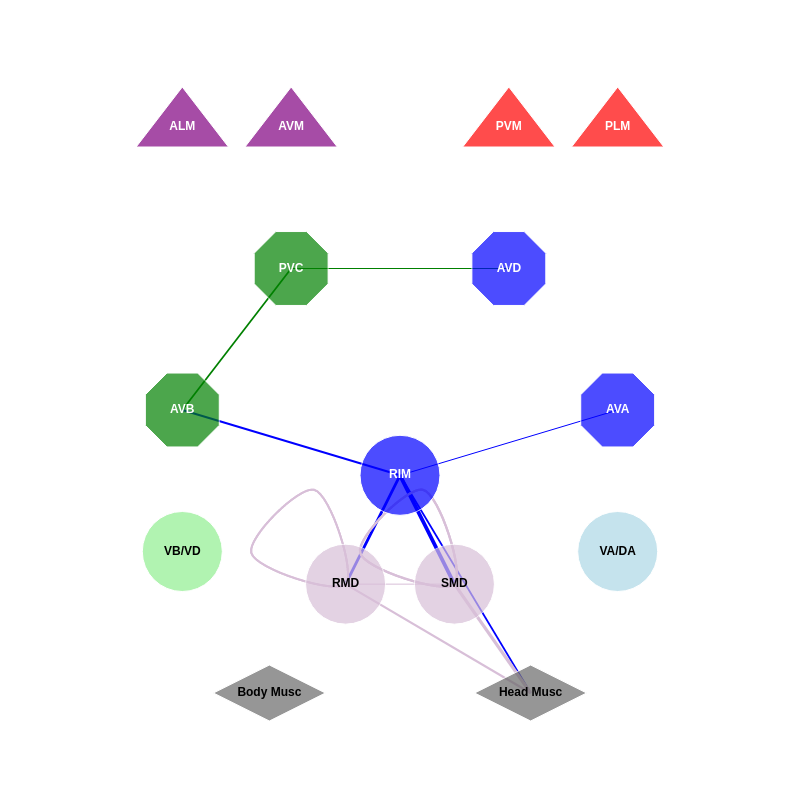 ALM
AVM
PVM
PLM
PVC
AVD
AVB
AVA
RIM
VB/VD
VA/DA
RMD
SMD
Body Musc
Head Musc